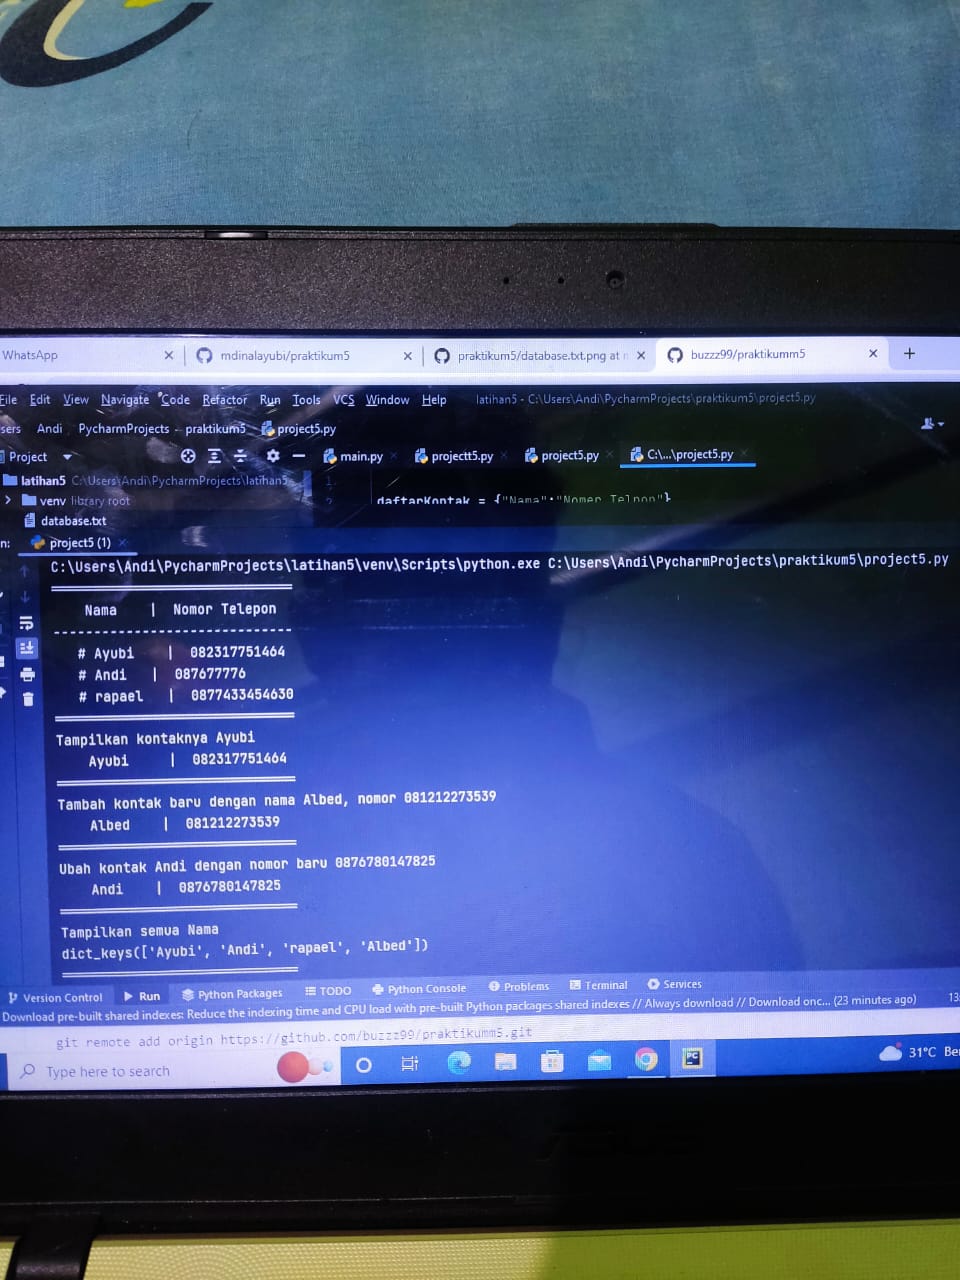 WhatsApp
mdinalayubi/praktikum5
praktikum5/database.txt.png at
buzzz99/praktikumm5
File Edit View Navigate Code Refactor Run Tools VCS Window Help latihan5 - C:\Users\Andi\PycharmProjects\praktikum5\project5.py
sers Andi PycharmProjects praktikum5 project5.py
Project main.py projectt5.py project5.py C:\...\project5.py
latihan5 C:\Users\Andi\PycharmProjects\latihan5 1
venv library root 2 daftarKontak = {"Nama":"Nomer Telpon"}
database.txt
n: project5 (1)
C:\Users\Andi\PycharmProjects\latihan5\venv\Scripts\python.exe C:\Users\Andi\PycharmProjects\praktikum5\project5.py
Nama | Nomor Telepon
------------------------------
# Ayubi | 082317751464
# Andi | 087677776
# rapael | 0877433454630
Tampilkan kontaknya Ayubi
Ayubi | 082317751464
Tambah kontak baru dengan nama Albed, nomor 081212273539
Albed | 081212273539
Ubah kontak Andi dengan nomor baru 0876780147825
Andi | 0876780147825
Tampilkan semua Nama
dict_keys(['Ayubi', 'Andi', 'rapael', 'Albed'])
Version Control Run Python Packages TODO Python Console Problems Terminal Services
Download pre-built shared indexes: Reduce the indexing time and CPU load with pre-built Python packages shared indexes // Always download // Download onc... (23 minutes ago) 13:
git remote add origin https://github.com/buzzz99/praktikumm5.git
Type here to search
PC
31°C Ber